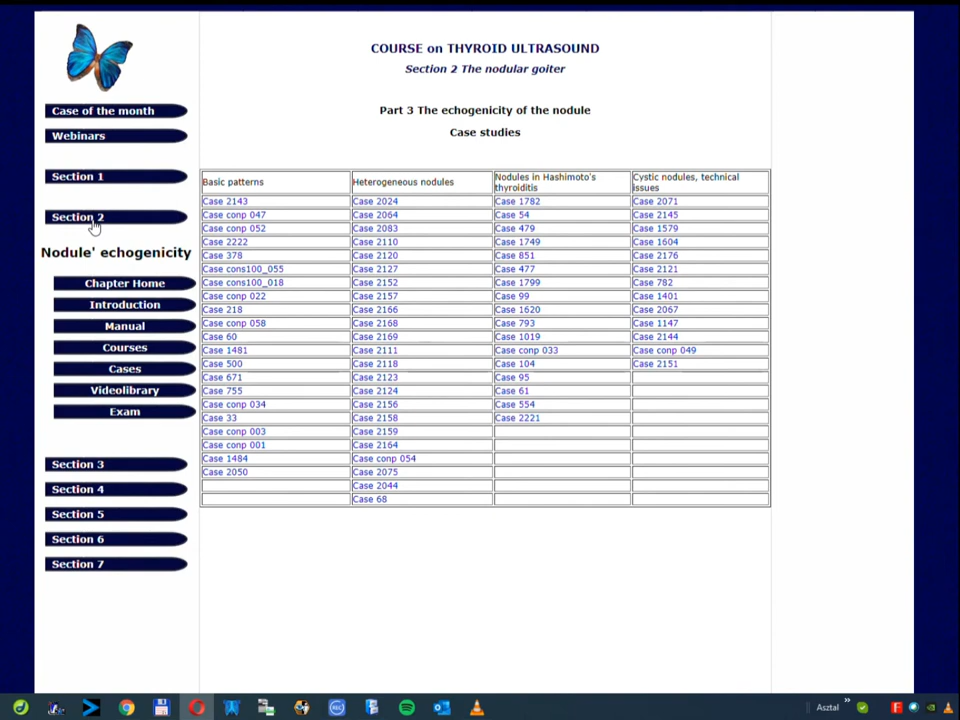 COURSE on THYROID ULTRASOUND
Section 2 The nodular goiter
Part 3 The echogenicity of the nodule
Case studies
Case of the month
Webinars
Section 1
Section 2
Nodule' echogenicity
Chapter Home
Introduction
Manual
Courses
Cases
Videolibrary
Exam
Section 3
Section 4
Section 5
Section 6
Section 7
Basic patterns Heterogeneous nodules Nodules in Hashimoto's thyroiditis Cystic nodules, technical issues
Case 2143 Case 2024 Case 1782 Case 2071
Case conp 047 Case 2064 Case 54 Case 2145
Case conp 052 Case 2083 Case 479 Case 1579
Case 2222 Case 2110 Case 1749 Case 1604
Case 378 Case 2120 Case 851 Case 2176
Case cons100_055 Case 2127 Case 477 Case 2121
Case cons100_018 Case 2152 Case 1799 Case 782
Case conp 022 Case 2157 Case 99 Case 1401
Case 218 Case 2166 Case 1620 Case 2067
Case conp 058 Case 2168 Case 793 Case 1147
Case 60 Case 2169 Case 1019 Case 2144
Case 1481 Case 2111 Case conp 033 Case conp 049
Case 500 Case 2118 Case 104 Case 2151
Case 671 Case 2123 Case 95
Case 755 Case 2124 Case 61
Case conp 034 Case 2156 Case 554
Case 33 Case 2158 Case 2221
Case conp 003 Case 2159
Case conp 001 Case 2164
Case 1484 Case conp 054
Case 2050 Case 2075
Case 2044
Case 68
Asztal